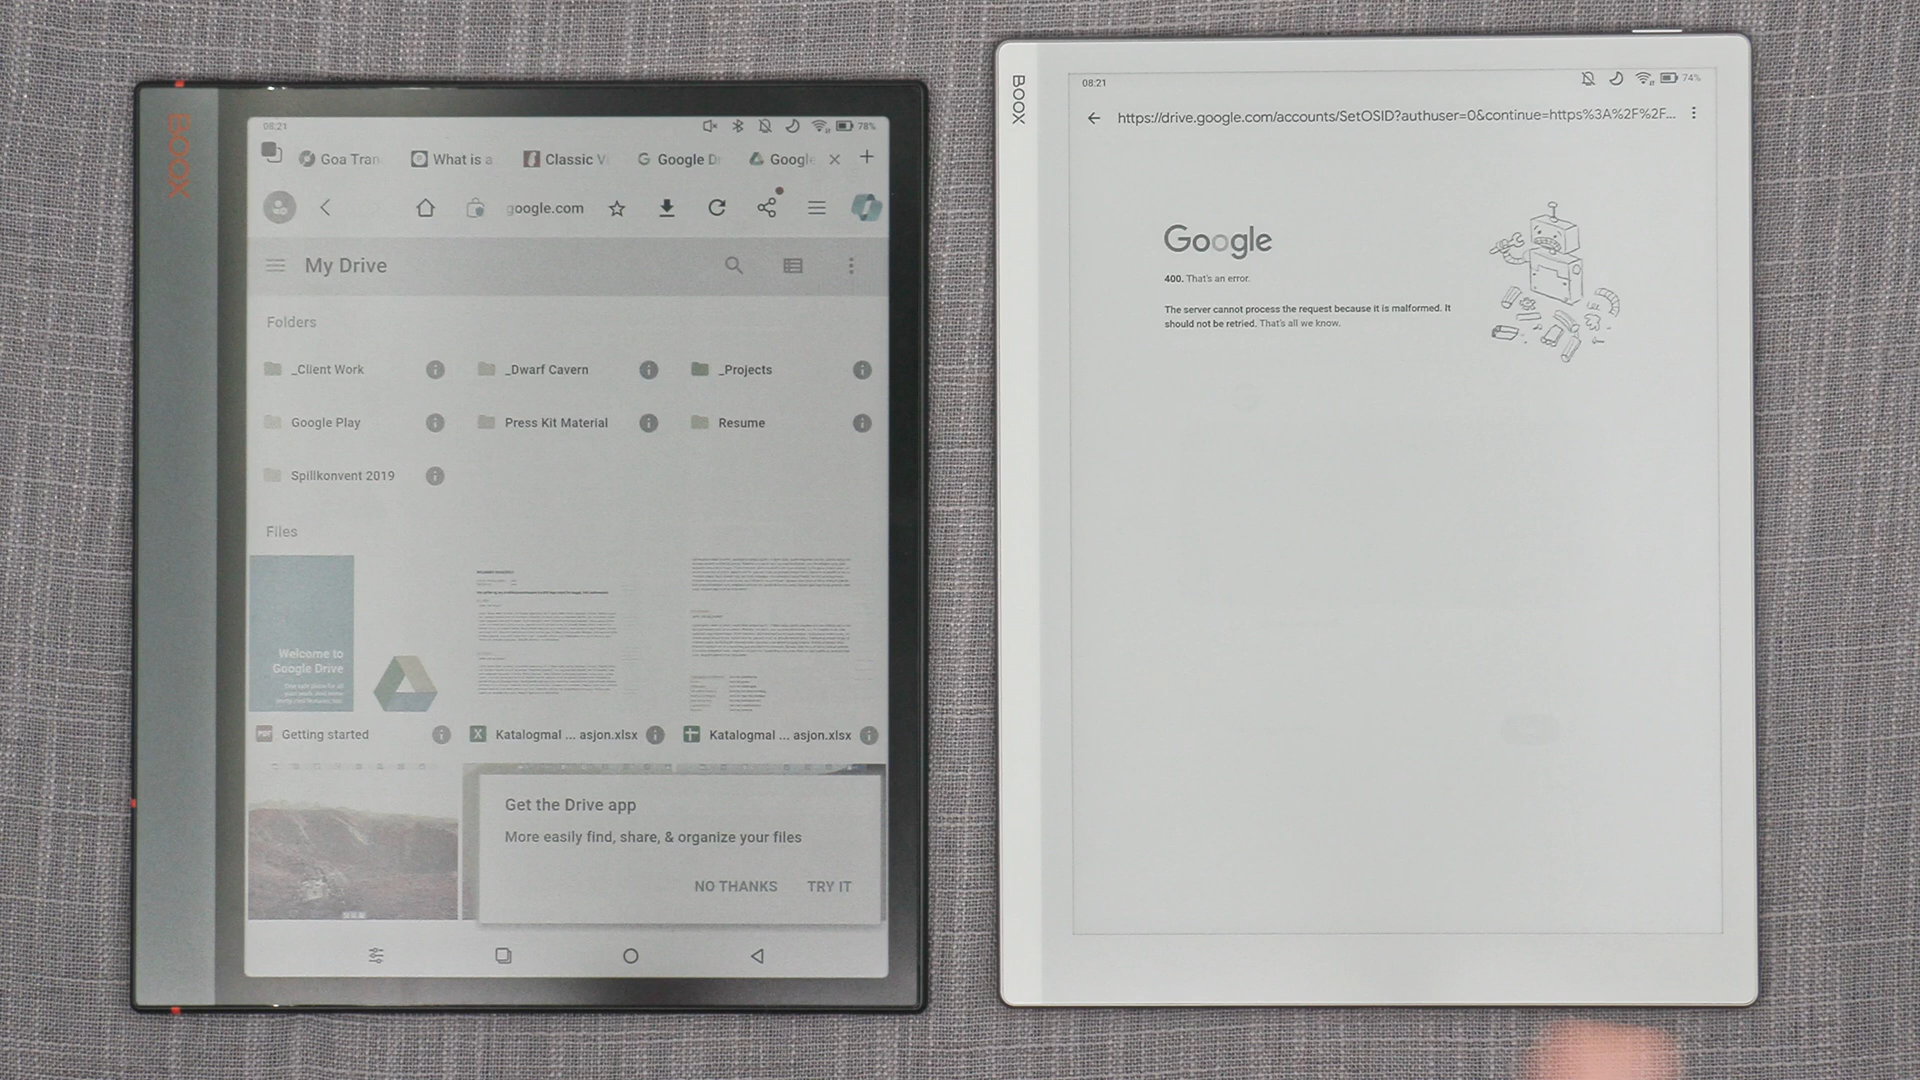 BOOX
08:21
78%
Goa Tran
What is a
Classic V
Google Dr
Google
google.com
My Drive
Folders
_Client Work
_Dwarf Cavern
_Projects
Google Play
Press Kit Material
Resume
Spillkonvent 2019
Files
Welcome to
Google Drive
PDF
Getting started
X
Katalogmal ... asjon.xlsx
Katalogmal ... asjon.xlsx
Get the Drive app
More easily find, share, & organize your files
NO THANKS
TRY IT
BOOX
08:21
74%
https://drive.google.com/accounts/SetOSID?authuser=0&continue=https%3A%2F%2F...
Google
400. That's an error.
The server cannot process the request because it is malformed. It
should not be retried. That's all we know.